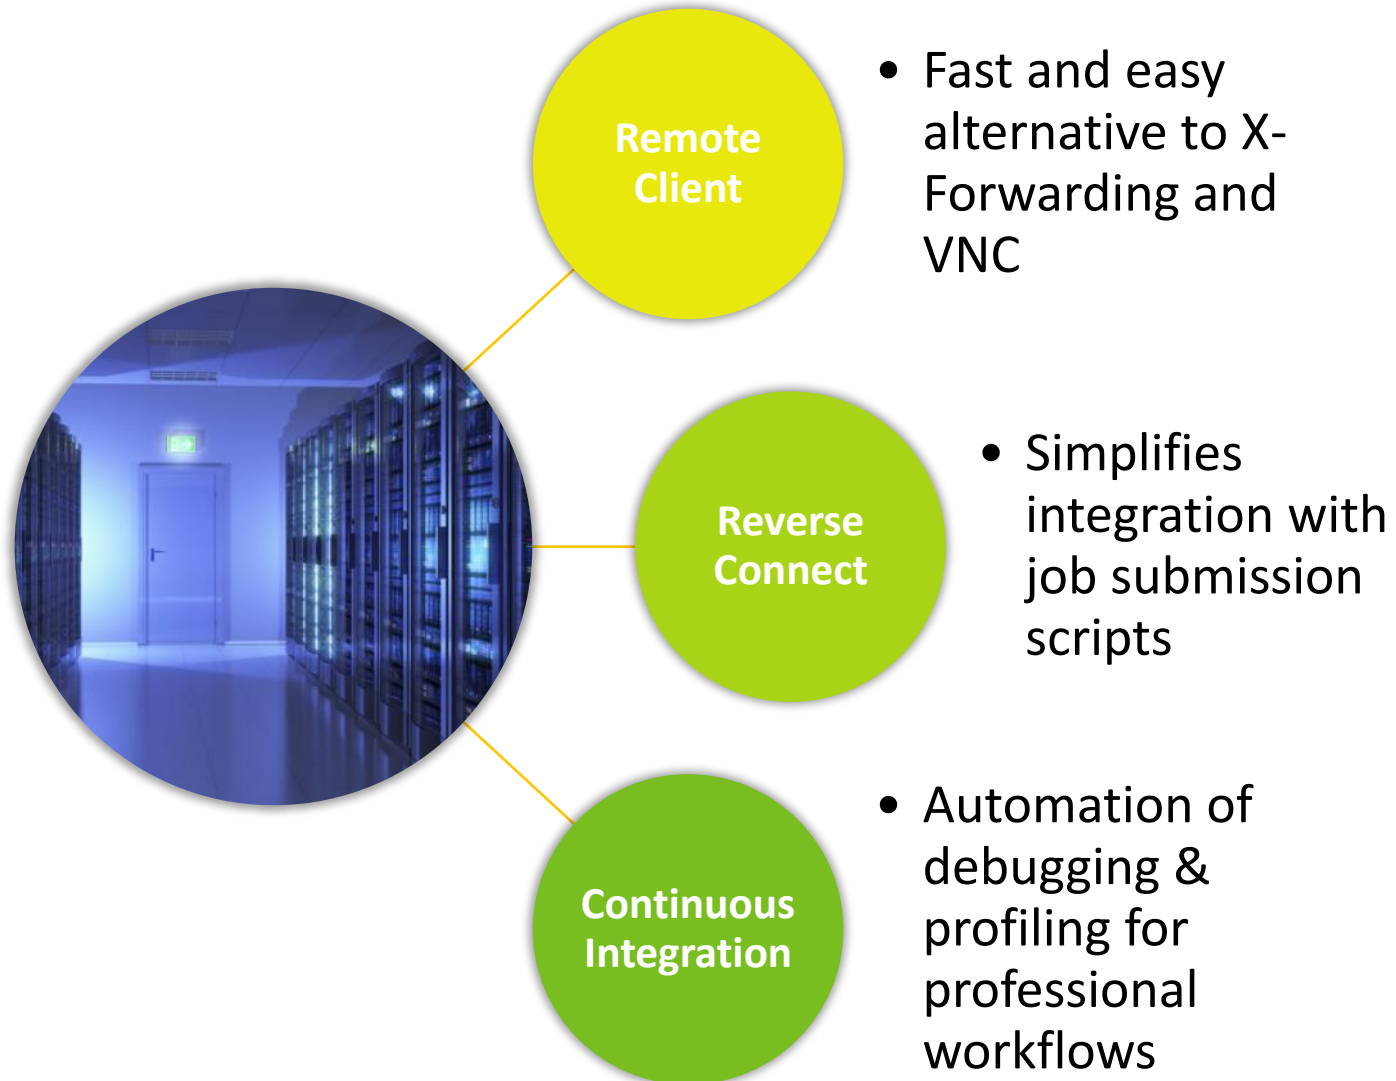 Remote
Client
• Fast and easy
alternative to X-
Forwarding and
VNC
Reverse
Connect
• Simplifies
integration with
job submission
scripts
Continuous
Integration
• Automation of
debugging &
profiling for
professional
workflows